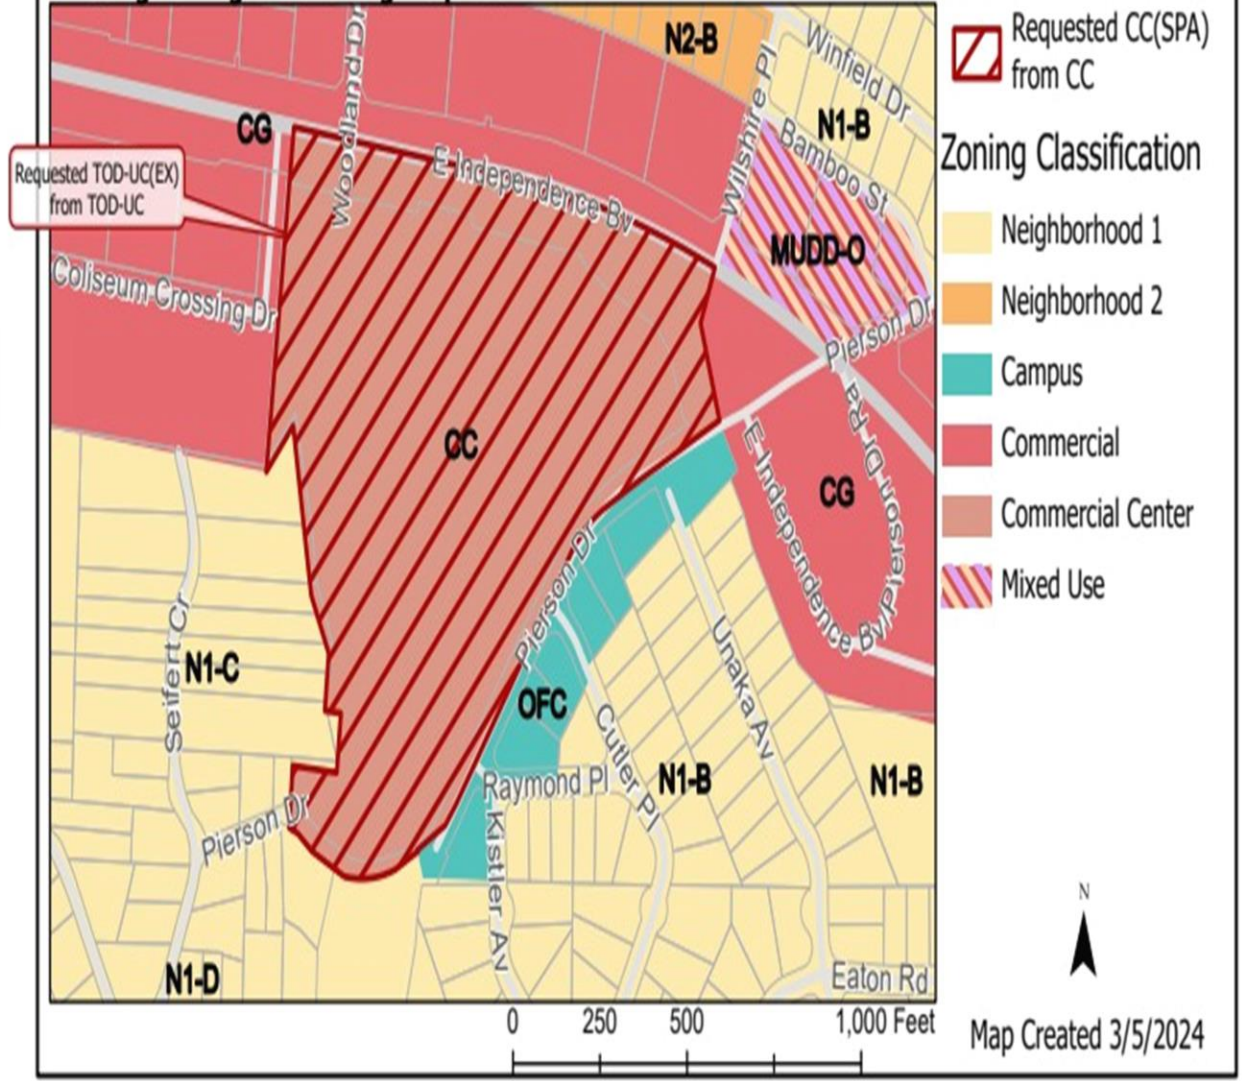 N2-B
Winfield Dr
Woodland Dr
Wilshire Pl
N1-B
CG
Bamboo St
E Independence Bv
Requested TOD-UC(EX)
from TOD-UC
MUDD-O
Coliseum Crossing Dr
Pierson Dr
CC
E Independence Bv/Pierson Dr Ra
CG
Pierson Dr
Seifert Cr
N1-C
Unaka Av
OFC
Cutler Pl
Raymond Pl
N1-B
N1-B
Pierson Dr
Kistler Av
N1-D
Eaton Rd
Requested CC(SPA)
from CC
Zoning Classification
Neighborhood 1
Neighborhood 2
Campus
Commercial
Commercial Center
Mixed Use
N
0 250 500 1,000 Feet
Map Created 3/5/2024